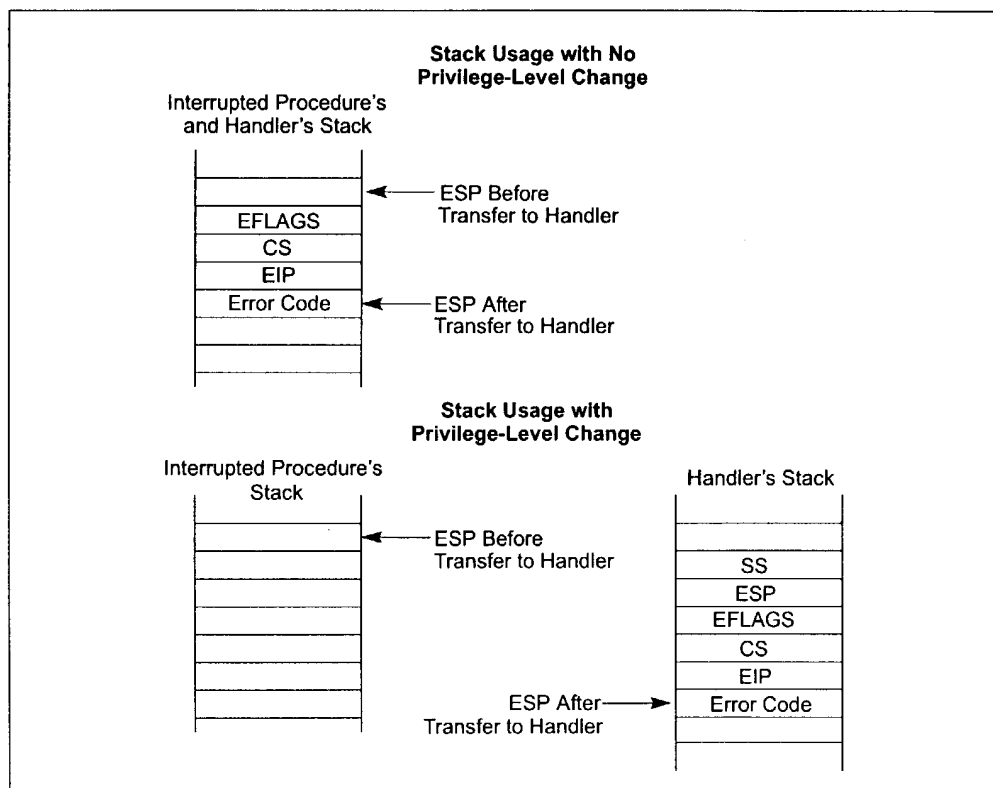 Stack Usage with No
Privilege-Level Change
Interrupted Procedure's
and Handler's Stack
ESP Before
Transfer to Handler
EFLAGS
CS
EIP
Error Code
ESP After
Transfer to Handler
Stack Usage with
Privilege-Level Change
Interrupted Procedure's
Stack
Handler's Stack
ESP Before
Transfer to Handler
SS
ESP
EFLAGS
CS
EIP
ESP After
Transfer to Handler
Error Code